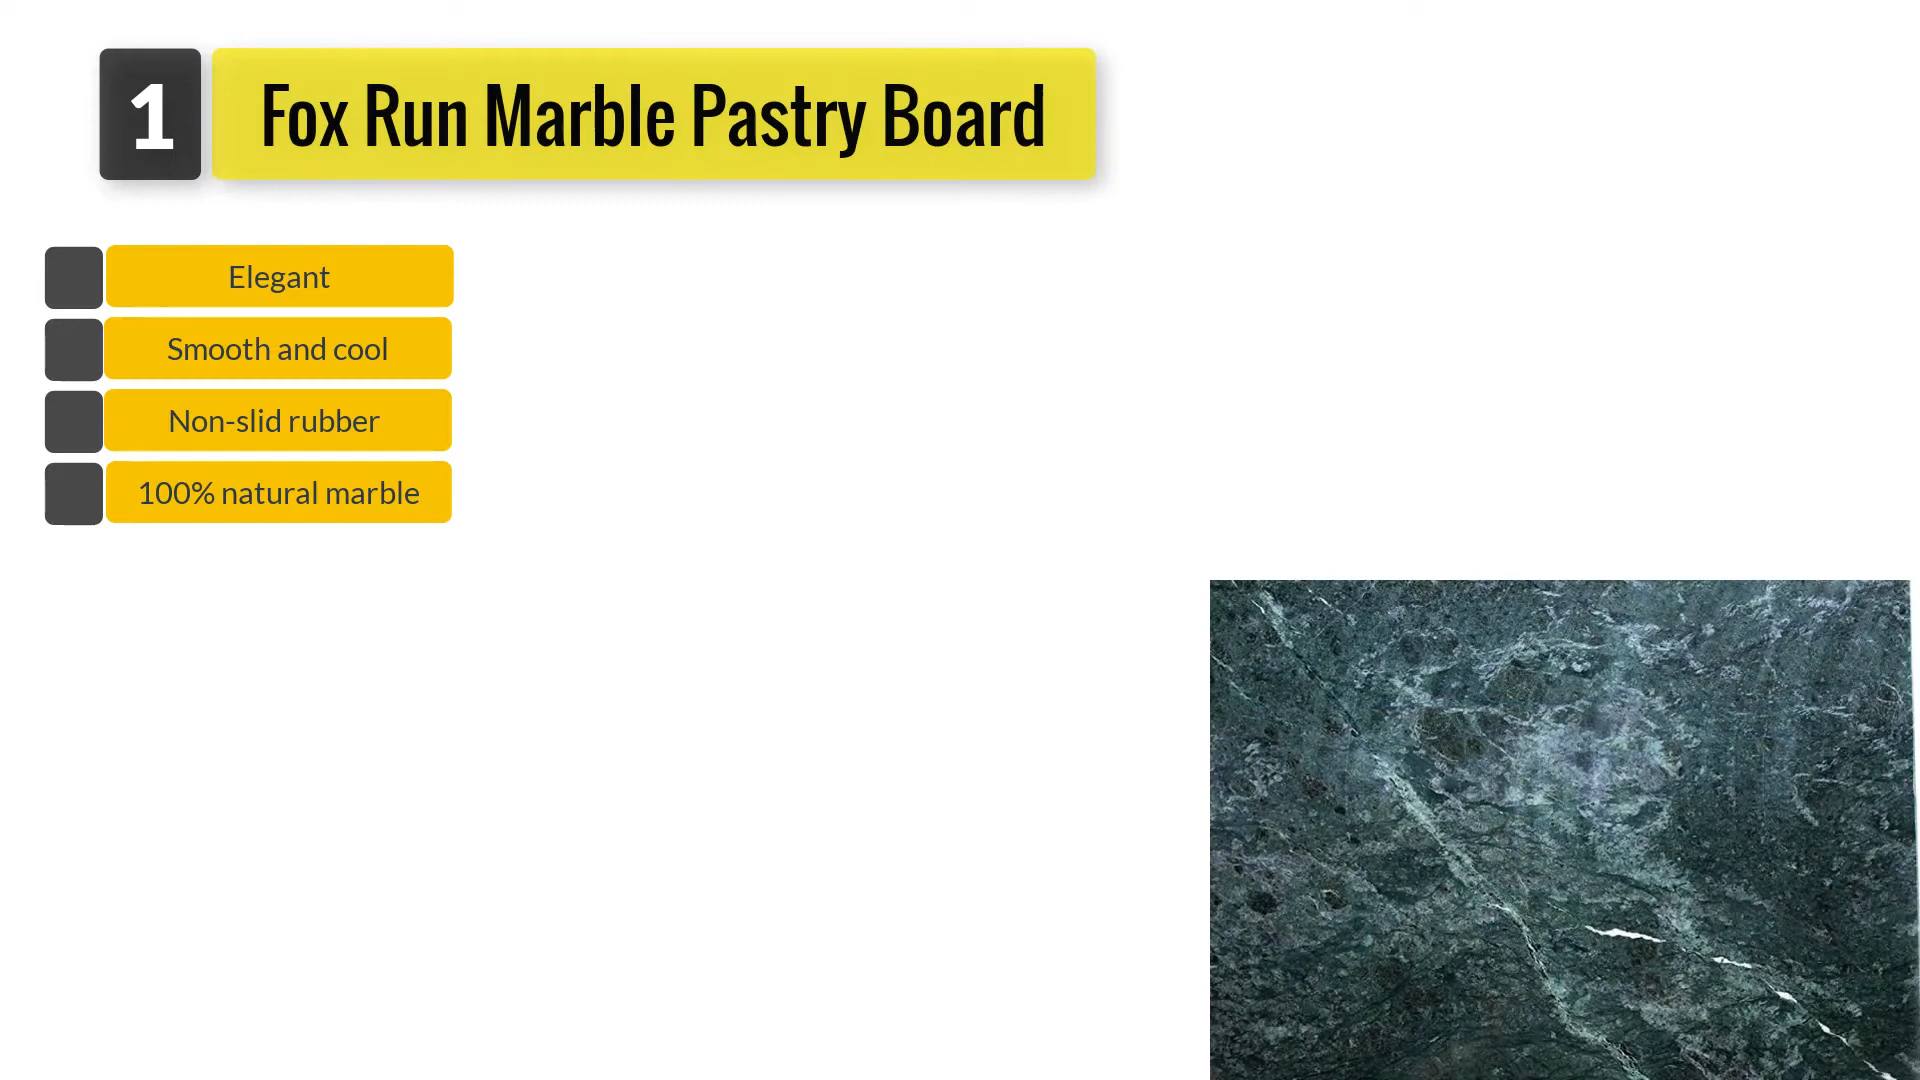 1
Fox Run Marble Pastry Board
Elegant
Smooth and cool
Non-slid rubber
100% natural marble